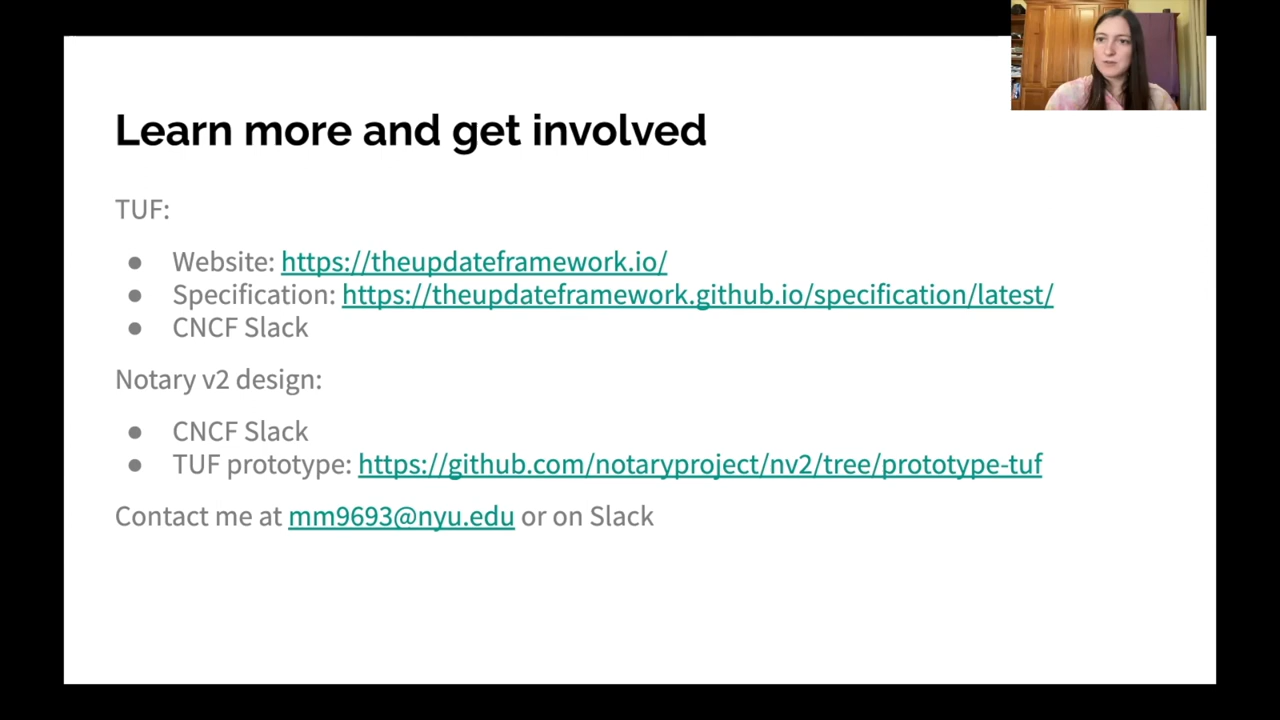 Learn more and get involved
TUF:
● Website: https://theupdateframework.io/
● Specification: https://theupdateframework.github.io/specification/latest/
● CNCF Slack
Notary v2 design:
● CNCF Slack
● TUF prototype: https://github.com/notaryproject/nv2/tree/prototype-tuf
Contact me at mm9693@nyu.edu or on Slack